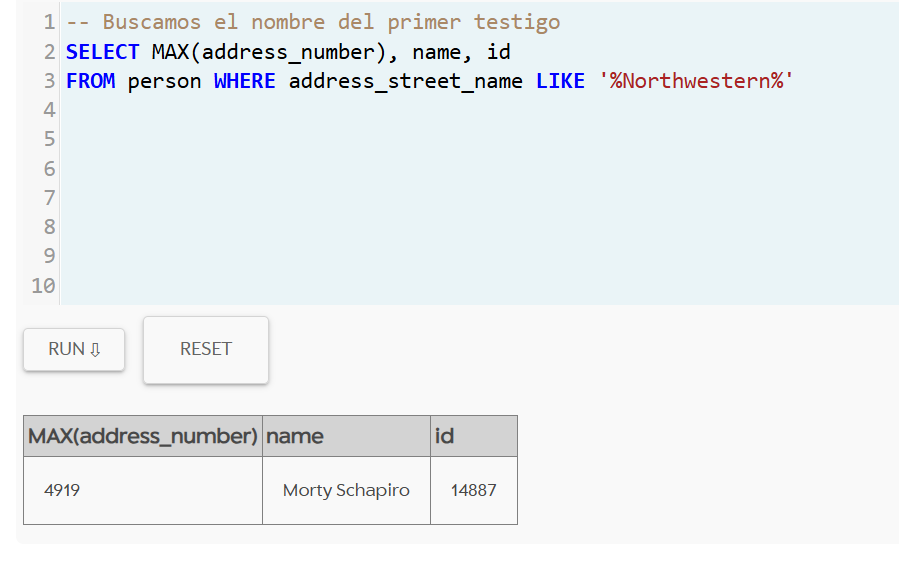 1 -- Buscamos el nombre del primer testigo
2 SELECT MAX(address_number), name, id
3 FROM person WHERE address_street_name LIKE '%Northwestern%'
4
5
6
7
8
9
10
RUN ⇩ RESET
MAX(address_number) name id
4919 Morty Schapiro 14887